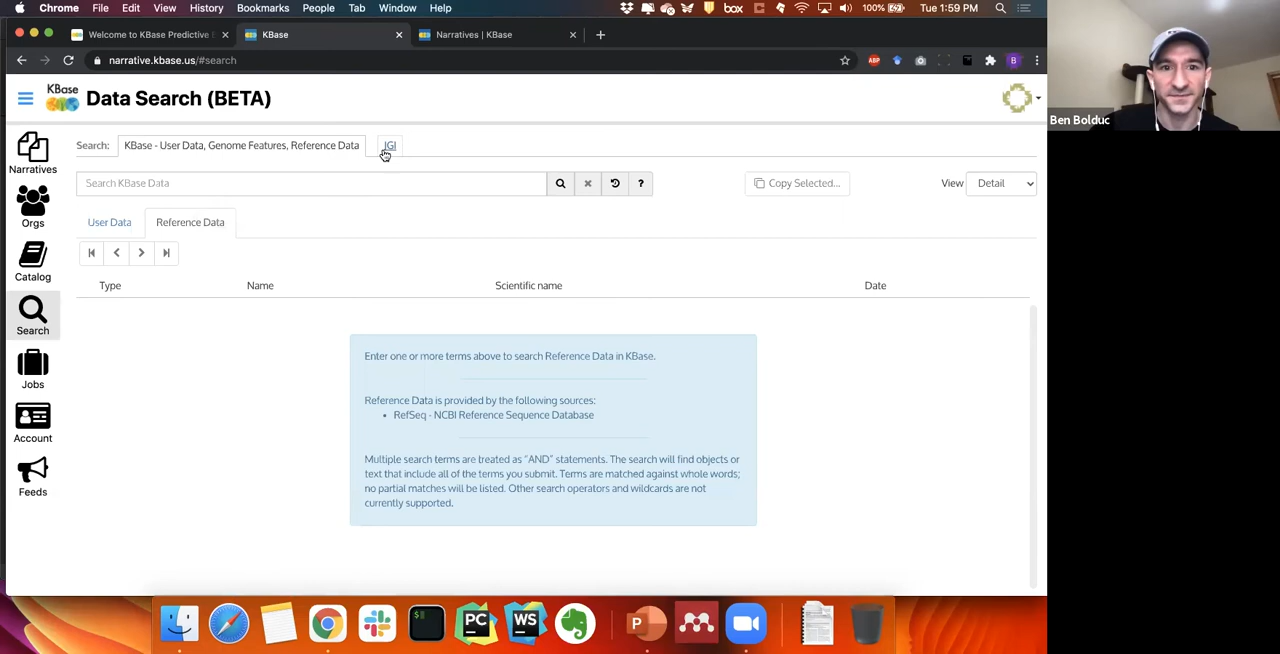 Chrome File Edit View History Bookmarks People Tab Window Help
box 100% Tue 1:59 PM
Welcome to KBase Predictive
KBase
Narratives | KBase
narrative.kbase.us/#search
ABP B
KBase Data Search (BETA)
Search: KBase - User Data, Genome Features, Reference Data JGI
Search KBase Data ? Copy Selected... View Detail
User Data Reference Data
Type Name Scientific name Date
Narratives
Orgs
Catalog
Search
Jobs
Account
Feeds
Enter one or more terms above to search Reference Data in KBase.
Reference Data is provided by the following sources:
• RefSeq - NCBI Reference Sequence Database
Multiple search terms are treated as “AND” statements. The search will find objects or
text that include all of the terms you submit. Terms are matched against whole words;
no partial matches will be listed. Other search operators and wildcards are not
currently supported.
Ben Bolduc
PC WS P